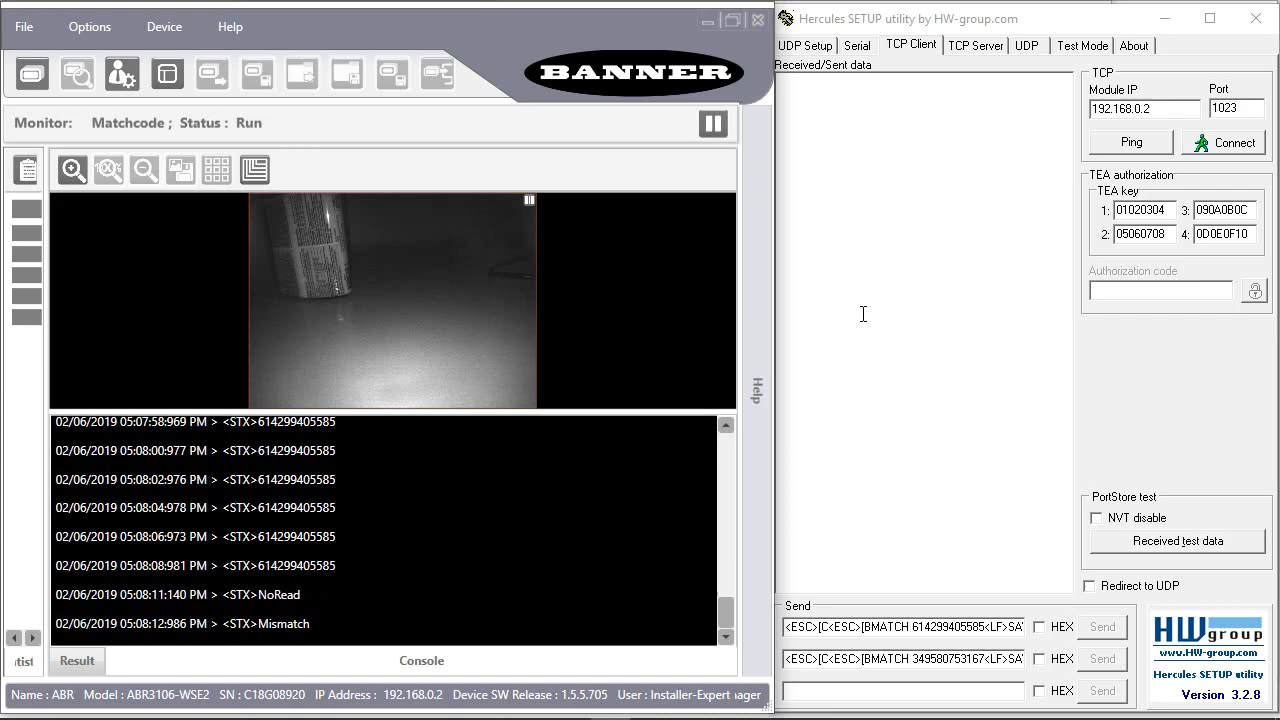 File Options Device Help
BANNER
Monitor: Matchcode ; Status : Run
Help
02/06/2019 05:07:58:969 PM > <STX>614299405585
02/06/2019 05:08:00:977 PM > <STX>614299405585
02/06/2019 05:08:02:976 PM > <STX>614299405585
02/06/2019 05:08:04:978 PM > <STX>614299405585
02/06/2019 05:08:06:973 PM > <STX>614299405585
02/06/2019 05:08:08:981 PM > <STX>614299405585
02/06/2019 05:08:11:140 PM > <STX>NoRead
02/06/2019 05:08:12:986 PM > <STX>Mismatch
Result Console
Name : ABR Model : ABR3106-WSE2 SN : C18G08920 IP Address : 192.168.0.2 Device SW Release : 1.5.5.705 User : Installer-Expert
Hercules SETUP utility by HW-group.com
UDP Setup Serial TCP Client TCP Server UDP Test Mode About
Received/Sent data
TCP
Module IP Port
192.168.0.2 1023
Ping Connect
TEA authorization
TEA key
1: 01020304 3: 090A0B0C
2: 05060708 4: 0D0E0F10
Authorization code
PortStore test
NVT disable
Received test data
Redirect to UDP
Send
<ESC>[C<ESC>[BMATCH 614299405585<LF>SA HEX Send
<ESC>[C<ESC>[BMATCH 349580753167<LF>SA HEX Send
HEX Send
HWgroup
www.HW-group.com
Hercules SETUP utility
Version 3.2.8